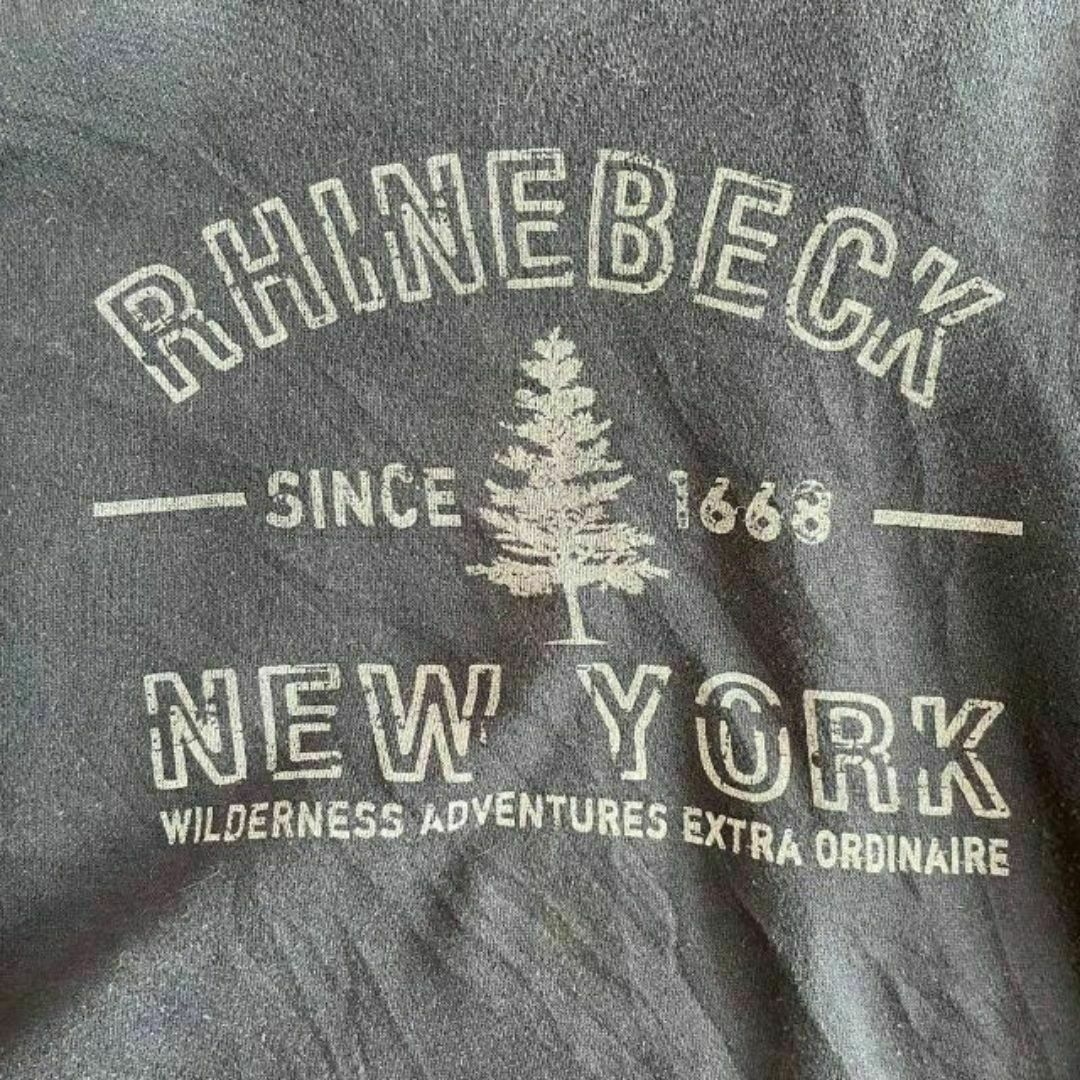 RHINEBECK
SINCE 1668
NEW YORK
WILDERNESS ADVENTURES EXTRA ORDINAIRE